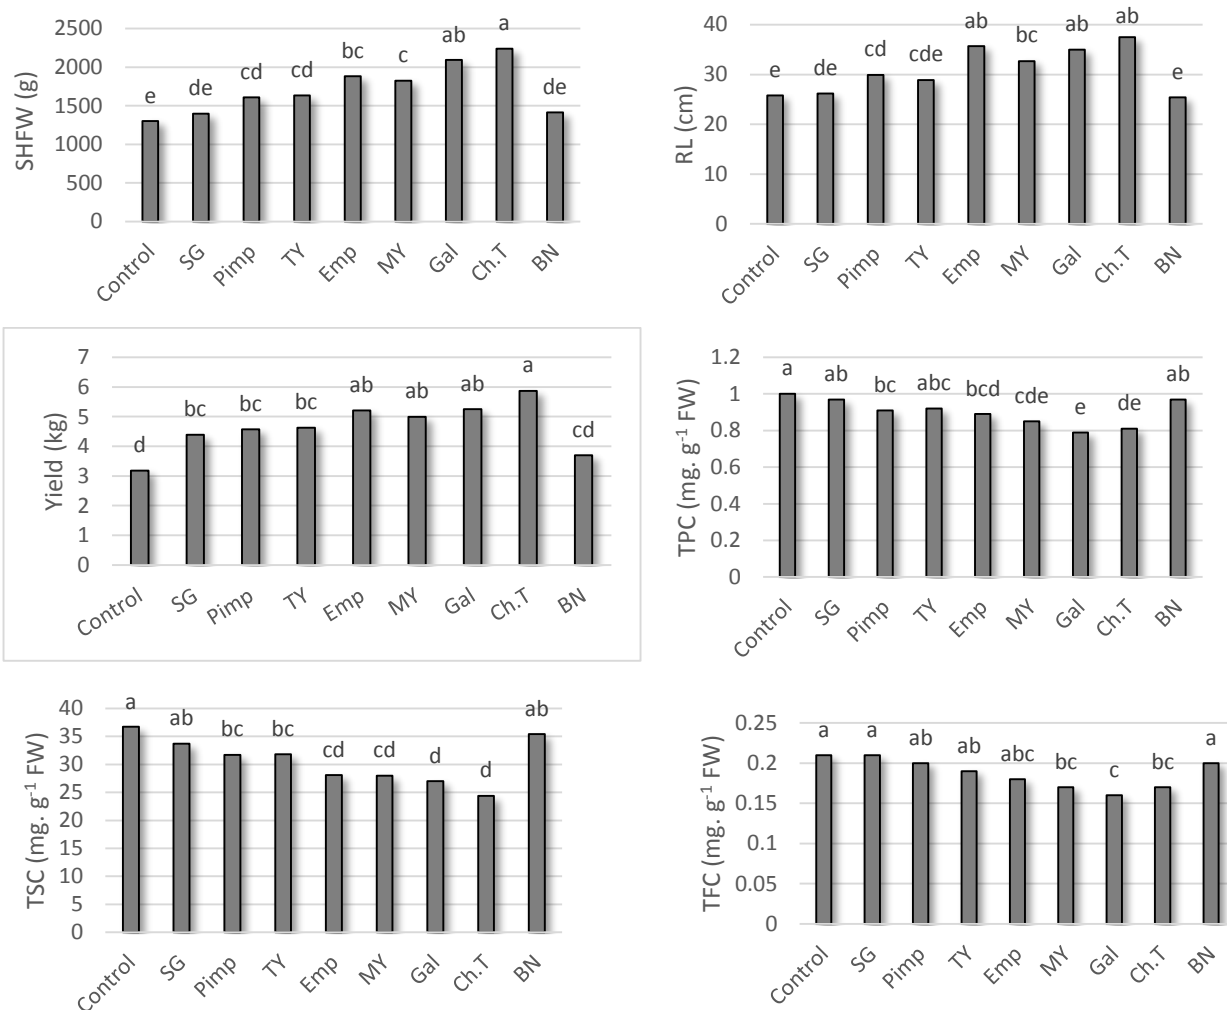 SHFW (g)
2500
2000
1500
1000
500
0
e de cd cd bc c ab a de
Control SG Pimp TY Emp MY Gal Ch.T BN
RL (cm)
40
30
20
10
0
e de cd cde ab bc ab ab e
Control SG Pimp TY Emp MY Gal Ch.T BN
Yield (kg)
7
6
5
4
3
2
1
0
d bc bc bc ab ab ab a cd
Control SG Pimp TY Emp MY Gal Ch.T BN
TPC (mg. g⁻¹ FW)
1.2
1
0.8
0.6
0.4
0.2
0
a ab bc abc bcd cde e de ab
Control SG Pimp TY Emp MY Gal Ch.T BN
TSC (mg. g⁻¹ FW)
40
35
30
25
20
15
10
5
0
a ab bc bc cd cd d d ab
Control SG Pimp TY Emp MY Gal Ch.T BN
TFC (mg. g⁻¹ FW)
0.25
0.2
0.15
0.1
0.05
0
a a ab ab abc bc c bc a
Control SG Pimp TY Emp MY Gal Ch.T BN